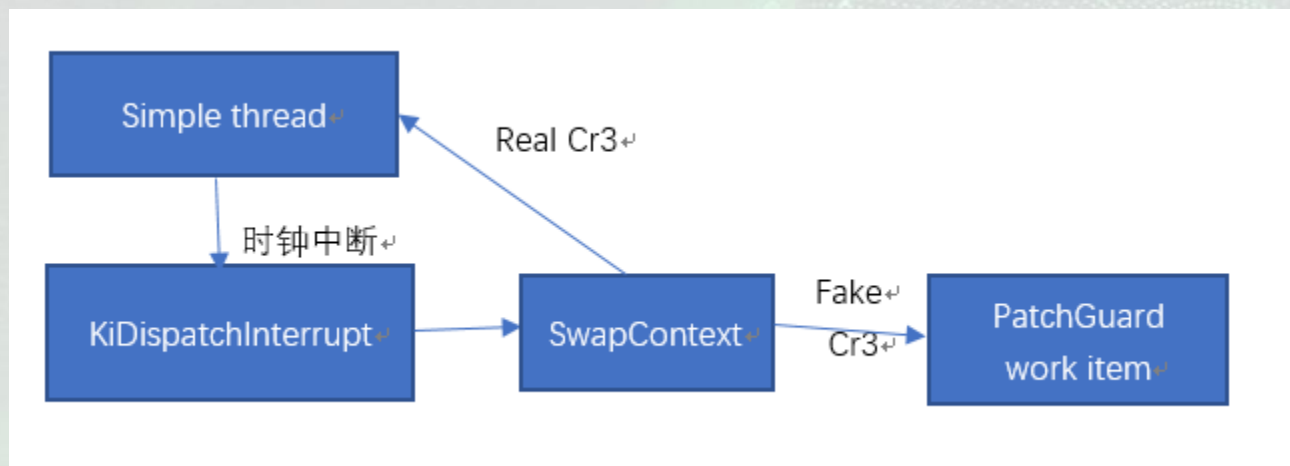 Simple thread
Real Cr3
时钟中断
KiDispatchInterrupt
SwapContext
Fake
Cr3
PatchGuard
work item